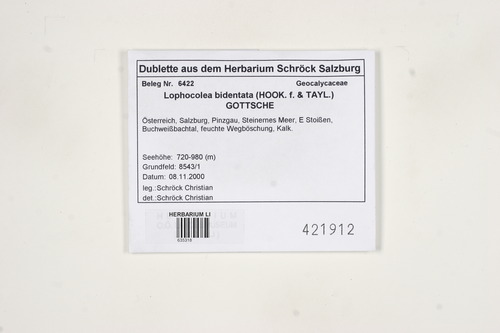 Dublette aus dem Herbarium Schröck Salzburg
Beleg Nr. 6422 Geocalycaceae
Lophocolea bidentata (HOOK. f. & TAYL.)
GOTTSCHE
Österreich, Salzburg, Pinzgau, Steinernes Meer, E Stoißen,
Buchweißbachtal, feuchte Wegböschung, Kalk.
Seehöhe: 720-980 (m)
Grundfeld: 8543/1
Datum: 08.11.2000
leg.:Schröck Christian
det.:Schröck Christian
HERBARIUM LI
635318
421912